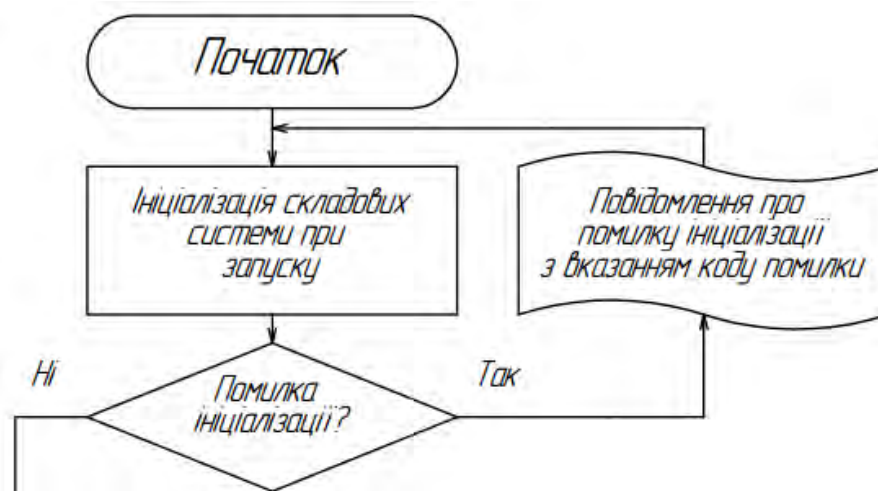 Початок
Ініціалізація складових
системи при
запуску
Повідомлення про
помилку ініціалізації
з вказанням коду помилки
Ні
Помилка
ініціалізації?
Так